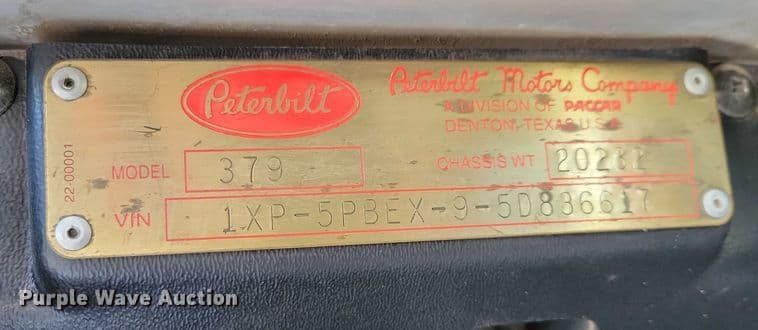 Peterbilt
Peterbilt Motors Company
A DIVISION OF PACCAR
DENTON, TEXAS U.S.A.
22-00001
MODEL 379
CHASSIS WT
VIN 1XP-5PBEX-9-5D836617
Purple Wave Auction